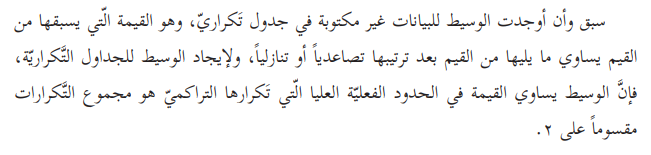 سبق وأن أوجدت الوسيط للبيانات غير مكتوبة في جدول تَكراريّ، وهو القيمة الّتي يسبقها من
القيم يساوي ما يليها من القيم بعد ترتيبها تصاعدياً أو تنازلياً، ولإيجاد الوسيط للجداول التَّكراريّة،
فإنَّ الوسيط يساوي القيمة في الحدود الفعليّة العليا الّتي تَكرارها التراكميّ هو مجموع التَّكرارات
مقسوماً على ٢.